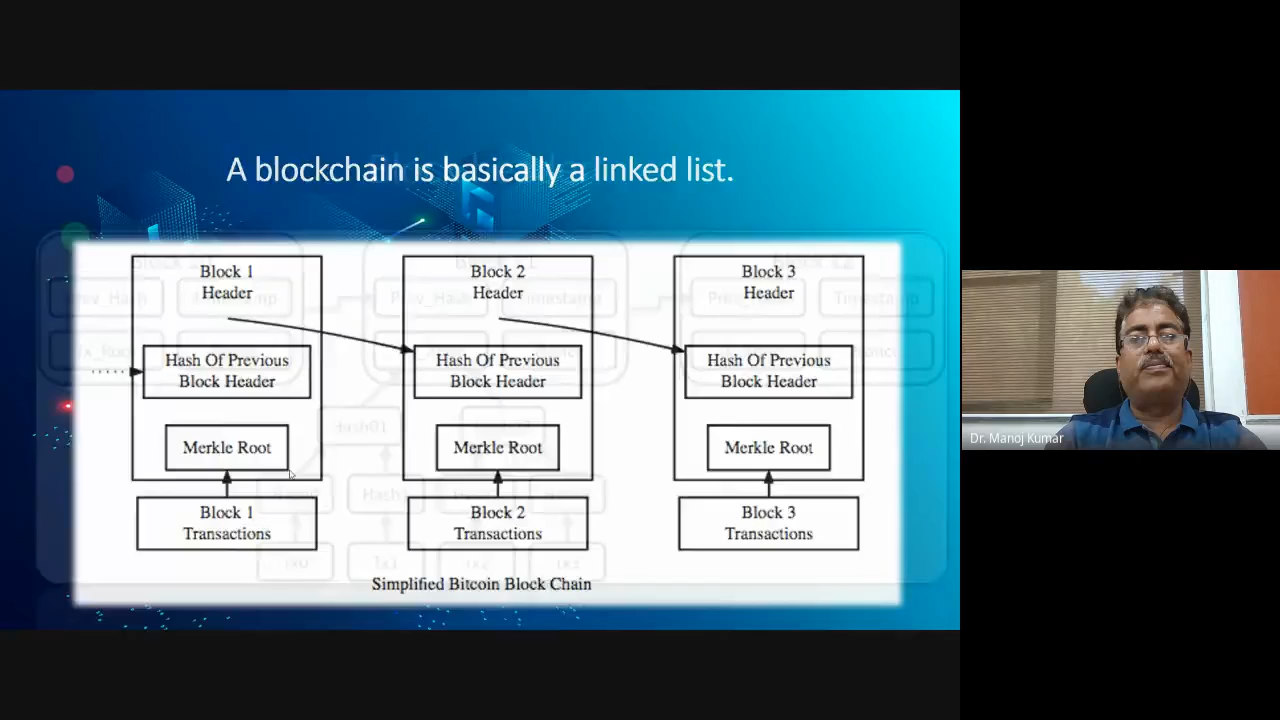 A blockchain is basically a linked list.
Block 1
Header
Block 2
Header
Block 3
Header
Hash Of Previous
Block Header
Hash Of Previous
Block Header
Hash Of Previous
Block Header
Merkle Root
Merkle Root
Merkle Root
Block 1
Transactions
Block 2
Transactions
Block 3
Transactions
Simplified Bitcoin Block Chain
Dr. Manoj Kumar